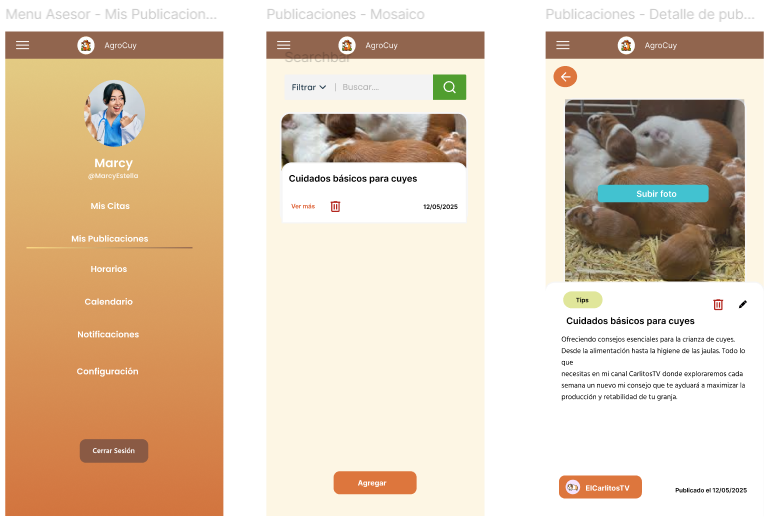 Menu Asesor - Mis Publicacion...
AgroCuy
Marcy
@MarcyEstella
Mis Citas
Mis Publicaciones
Horarios
Calendario
Notificaciones
Configuración
Cerrar Sesión
Publicaciones - Mosaico
AgroCuy
Searchbar
Filtrar | Buscar...
Cuidados básicos para cuyes
Ver más 12/05/2025
Agregar
Publicaciones - Detalle de pub...
AgroCuy
Subir foto
Tips
Cuidados básicos para cuyes
Ofreciendo consejos esenciales para la crianza de cuyes.
Desde la alimentación hasta la higiene de las jaulas. Todo lo
que
necesitas en mi canal CarlitosTV donde exploraremos cada
semana un nuevo mi consejo que te ayduará a maximizar la
producción y retabilidad de tu granja.
ElCarlitosTV Publicado el 12/05/2025